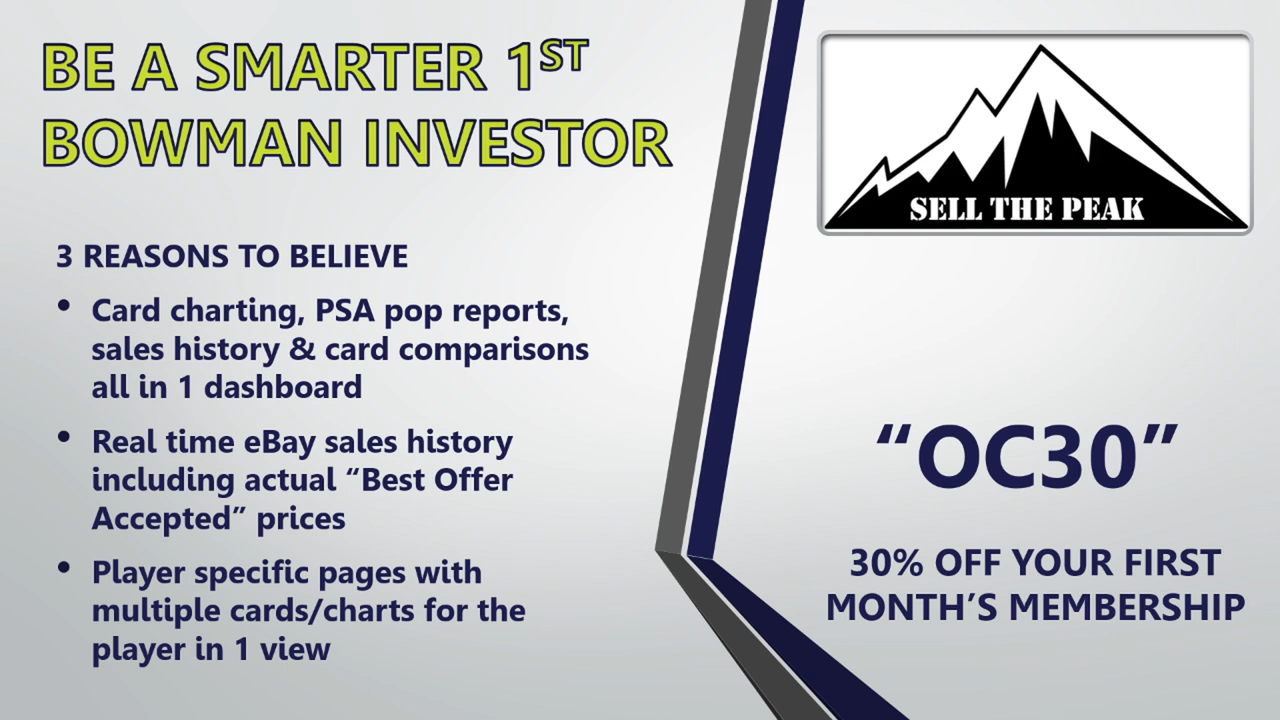 BE A SMARTER 1ST
BOWMAN INVESTOR
3 REASONS TO BELIEVE
• Card charting, PSA pop reports,
sales history & card comparisons
all in 1 dashboard
• Real time eBay sales history
including actual “Best Offer
Accepted” prices
• Player specific pages with
multiple cards/charts for the
player in 1 view
SELL THE PEAK
“OC30”
30% OFF YOUR FIRST
MONTH’S MEMBERSHIP